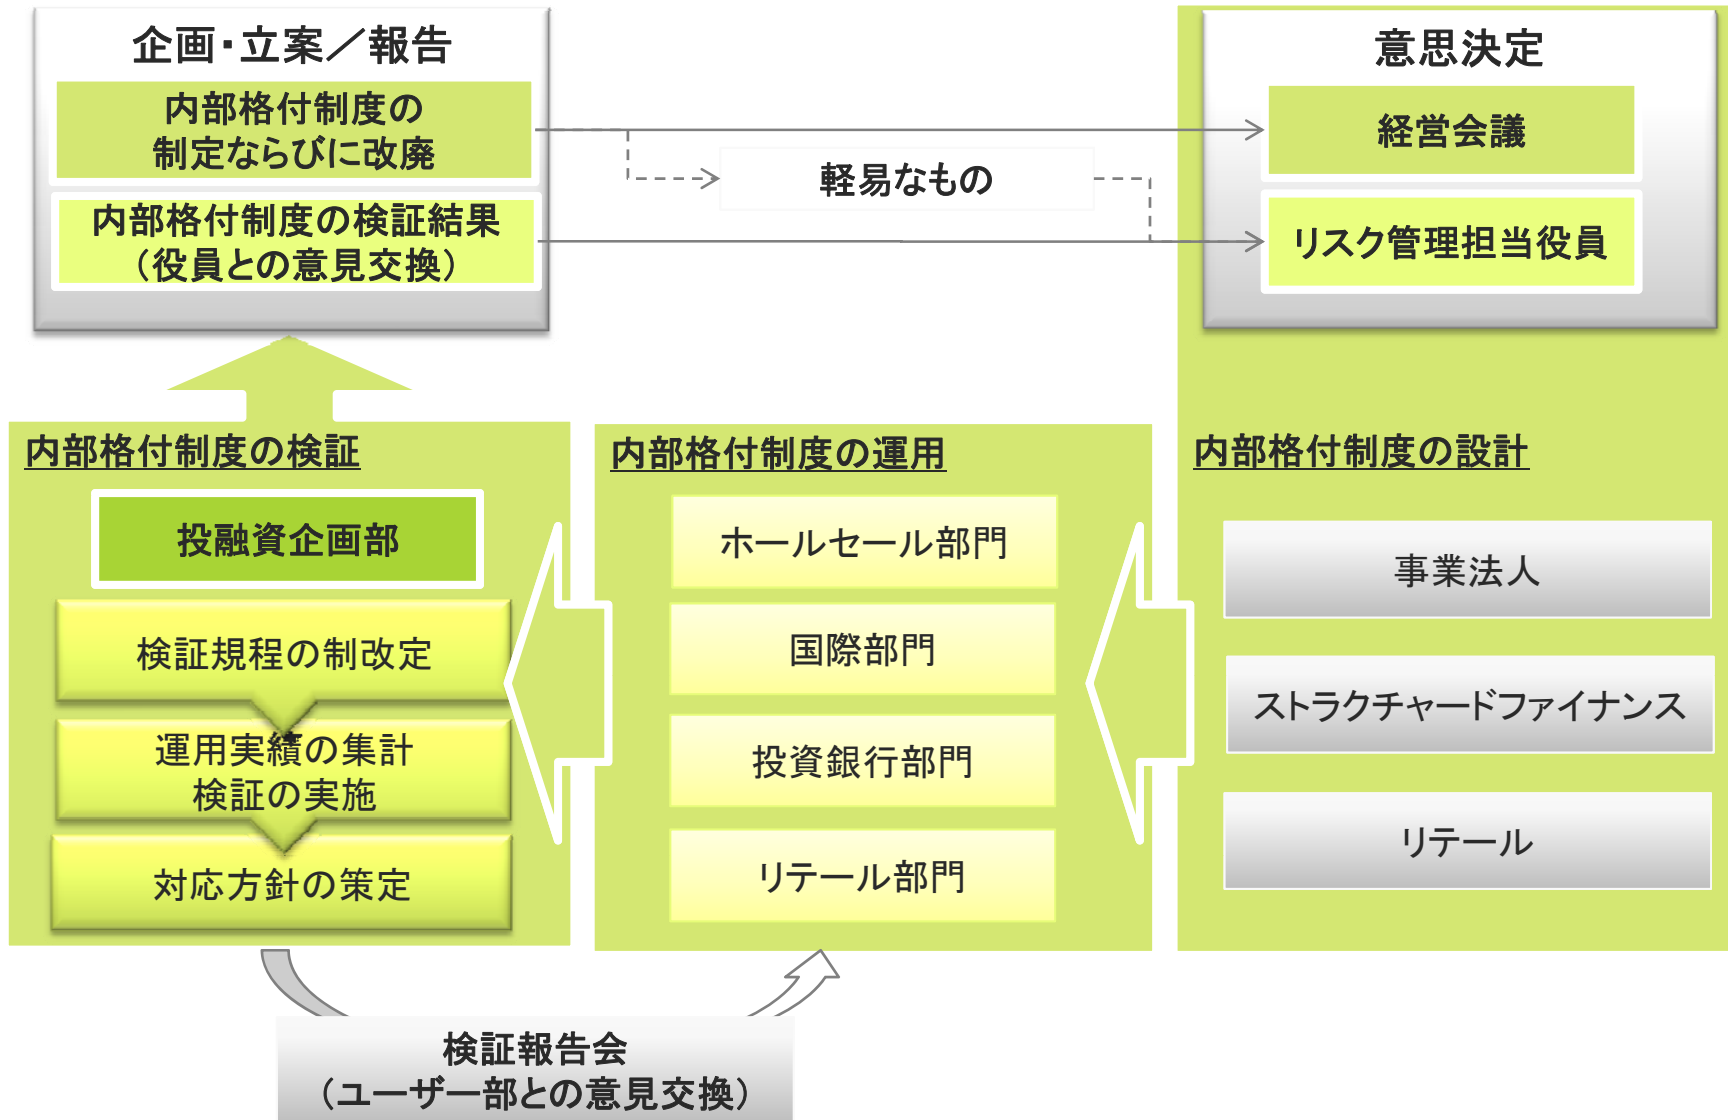 企画・立案／報告
内部格付制度の
制定ならびに改廃
内部格付制度の検証結果
（役員との意見交換）
軽易なもの
意思決定
経営会議
リスク管理担当役員
内部格付制度の検証
投融資企画部
検証規程の制改定
運用実績の集計
検証の実施
対応方針の策定
内部格付制度の運用
ホールセール部門
国際部門
投資銀行部門
リテール部門
内部格付制度の設計
事業法人
ストラクチャードファイナンス
リテール
検証報告会
（ユーザー部との意見交換）